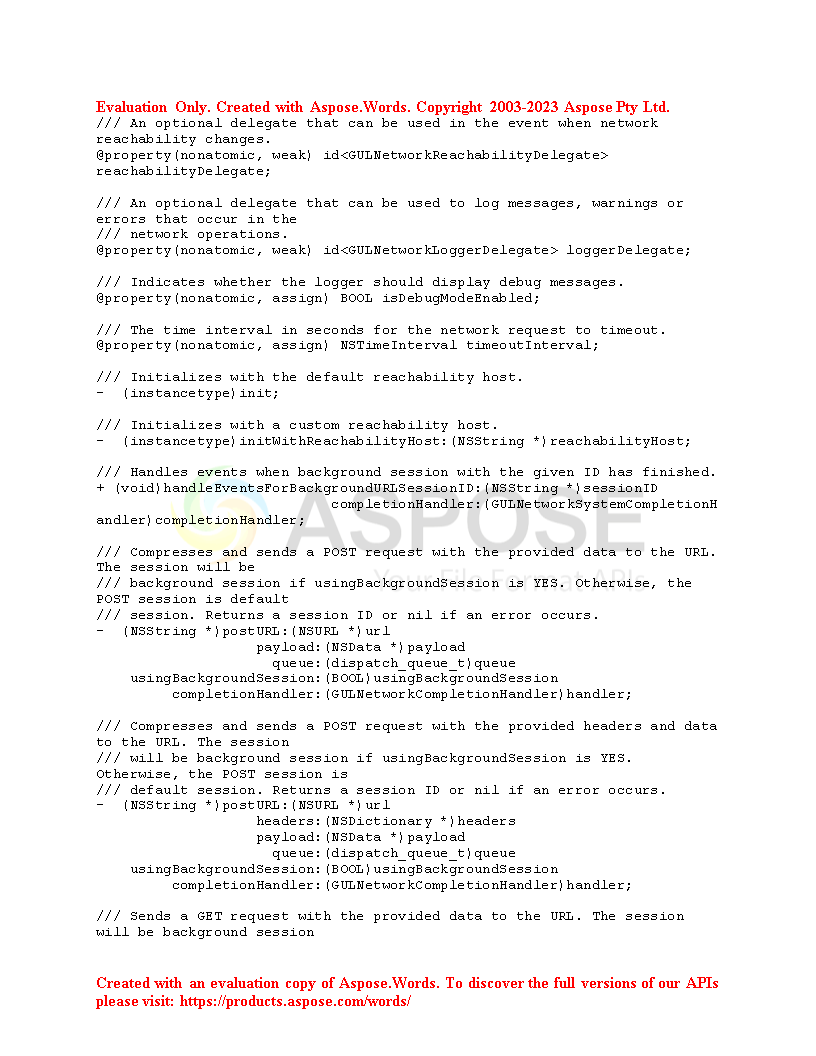 Evaluation Only. Created with Aspose.Words. Copyright 2003-2023 Aspose Pty Ltd.
/// An optional delegate that can be used in the event when network
reachability changes.
@property(nonatomic, weak) id<GULNetworkReachabilityDelegate>
reachabilityDelegate;

/// An optional delegate that can be used to log messages, warnings or
errors that occur in the
/// network operations.
@property(nonatomic, weak) id<GULNetworkLoggerDelegate> loggerDelegate;

/// Indicates whether the logger should display debug messages.
@property(nonatomic, assign) BOOL isDebugModeEnabled;

/// The time interval in seconds for the network request to timeout.
@property(nonatomic, assign) NSTimeInterval timeoutInterval;

/// Initializes with the default reachability host.
- (instancetype)init;

/// Initializes with a custom reachability host.
- (instancetype)initWithReachabilityHost:(NSString *)reachabilityHost;

/// Handles events when background session with the given ID has finished.
+ (void)handleEventsForBackgroundURLSessionID:(NSString *)sessionID
completionHandler:(GULNetworkSystemCompletionH
andler)completionHandler;
ASPOSE
Your File Format APIs

/// Compresses and sends a POST request with the provided data to the URL.
The session will be
/// background session if usingBackgroundSession is YES. Otherwise, the
POST session is default
/// session. Returns a session ID or nil if an error occurs.
- (NSString *)postURL:(NSURL *)url
payload:(NSData *)payload
queue:(dispatch_queue_t)queue
usingBackgroundSession:(BOOL)usingBackgroundSession
completionHandler:(GULNetworkCompletionHandler)handler;

/// Compresses and sends a POST request with the provided headers and data
to the URL. The session
/// will be background session if usingBackgroundSession is YES.
Otherwise, the POST session is
/// default session. Returns a session ID or nil if an error occurs.
- (NSString *)postURL:(NSURL *)url
headers:(NSDictionary *)headers
payload:(NSData *)payload
queue:(dispatch_queue_t)queue
usingBackgroundSession:(BOOL)usingBackgroundSession
completionHandler:(GULNetworkCompletionHandler)handler;

/// Sends a GET request with the provided data to the URL. The session
will be background session

Created with an evaluation copy of Aspose.Words. To discover the full versions of our APIs
please visit: https://products.aspose.com/words/